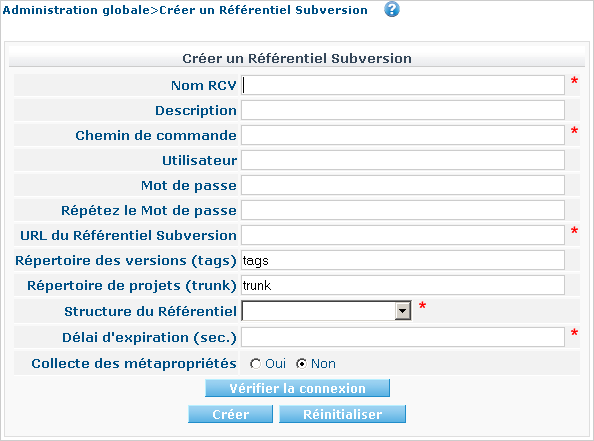 Administration globale>Créer un Référentiel Subversion ?
Créer un Référentiel Subversion
Nom RCV *
Description
Chemin de commande *
Utilisateur
Mot de passe
Répétez le Mot de passe
URL du Référentiel Subversion *
Répertoire des versions (tags) tags
Répertoire de projets (trunk) trunk
Structure du Référentiel *
Délai d'expiration (sec.) *
Collecte des métapropriétés Oui Non
Vérifier la connexion
Créer Réinitialiser